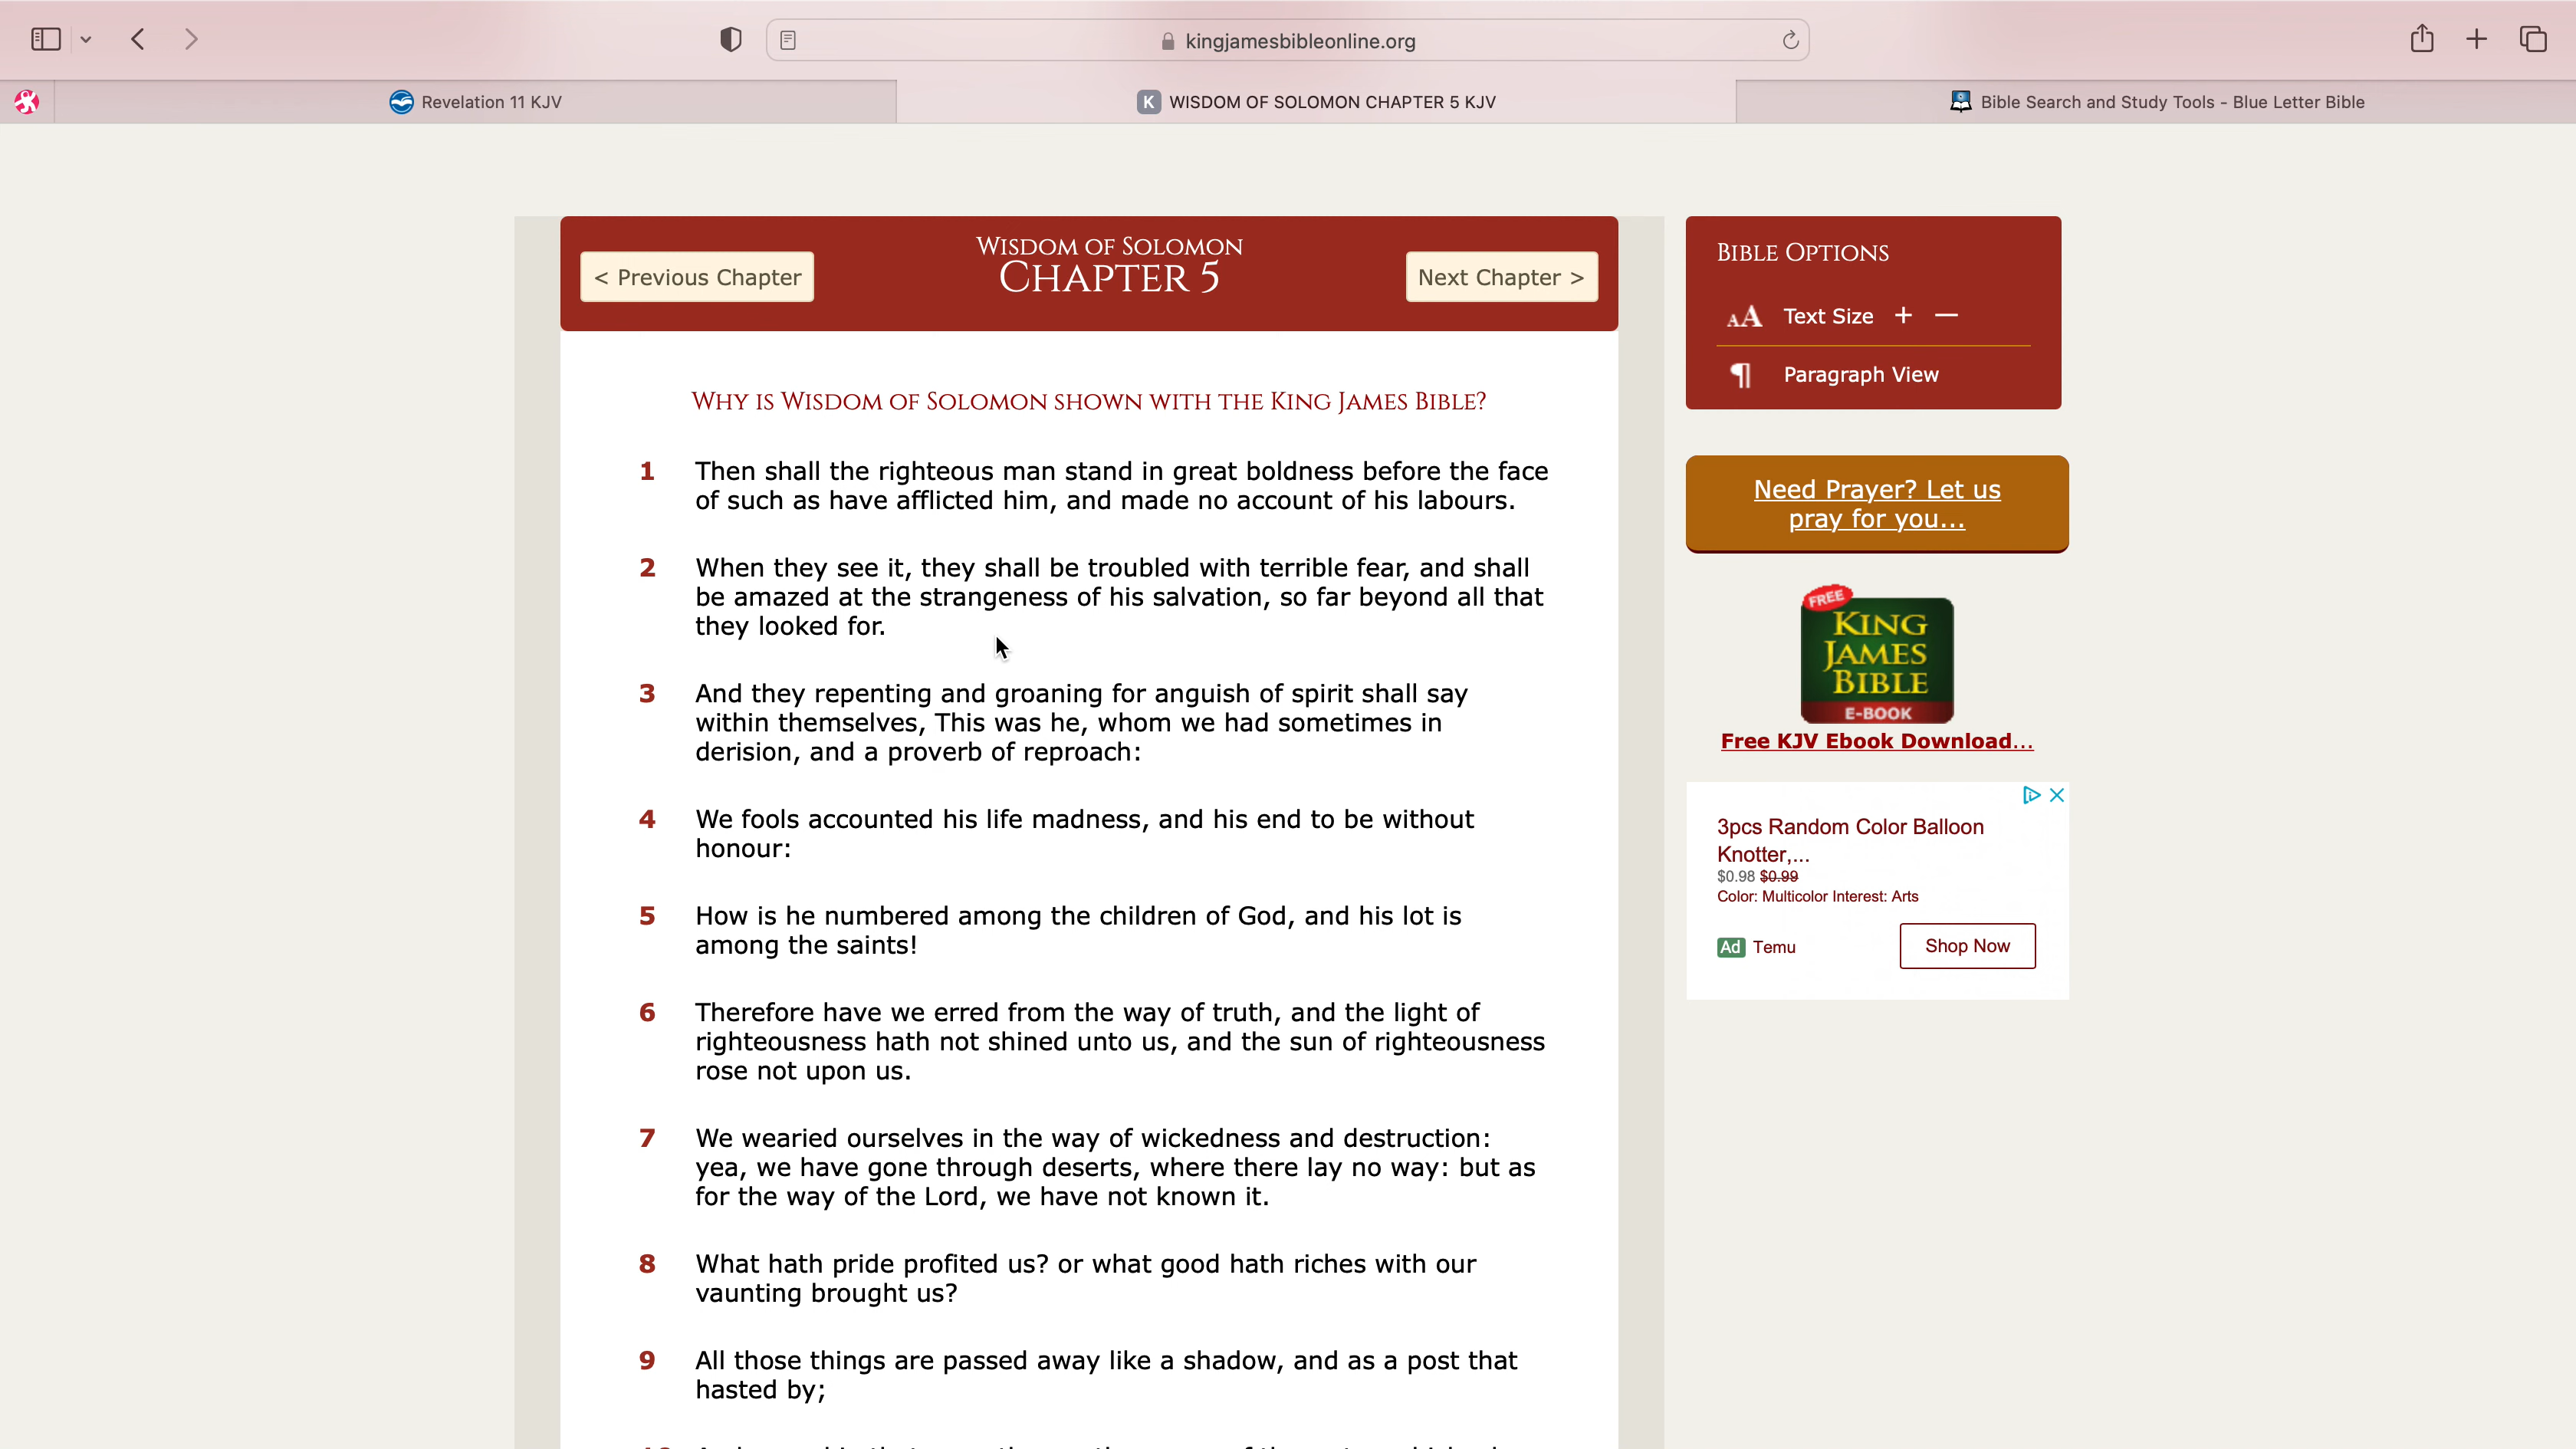 kingjamesbibleonline.org
Revelation 11 KJV
K WISDOM OF SOLOMON CHAPTER 5 KJV
Bible Search and Study Tools - Blue Letter Bible
< Previous Chapter
WISDOM OF SOLOMON
CHAPTER 5
Next Chapter >
WHY IS WISDOM OF SOLOMON SHOWN WITH THE KING JAMES BIBLE?
1 Then shall the righteous man stand in great boldness before the face
of such as have afflicted him, and made no account of his labours.
2 When they see it, they shall be troubled with terrible fear, and shall
be amazed at the strangeness of his salvation, so far beyond all that
they looked for.
3 And they repenting and groaning for anguish of spirit shall say
within themselves, This was he, whom we had sometimes in
derision, and a proverb of reproach:
4 We fools accounted his life madness, and his end to be without
honour:
5 How is he numbered among the children of God, and his lot is
among the saints!
6 Therefore have we erred from the way of truth, and the light of
righteousness hath not shined unto us, and the sun of righteousness
rose not upon us.
7 We wearied ourselves in the way of wickedness and destruction:
yea, we have gone through deserts, where there lay no way: but as
for the way of the Lord, we have not known it.
8 What hath pride profited us? or what good hath riches with our
vaunting brought us?
9 All those things are passed away like a shadow, and as a post that
hasted by;
BIBLE OPTIONS
AA Text Size + —
¶ Paragraph View
Need Prayer? Let us
pray for you...
FREE
KING
JAMES
BIBLE
E-BOOK
Free KJV Ebook Download...
3pcs Random Color Balloon
Knotter,...
$0.98 $0.99
Color: Multicolor Interest: Arts
Ad Temu
Shop Now